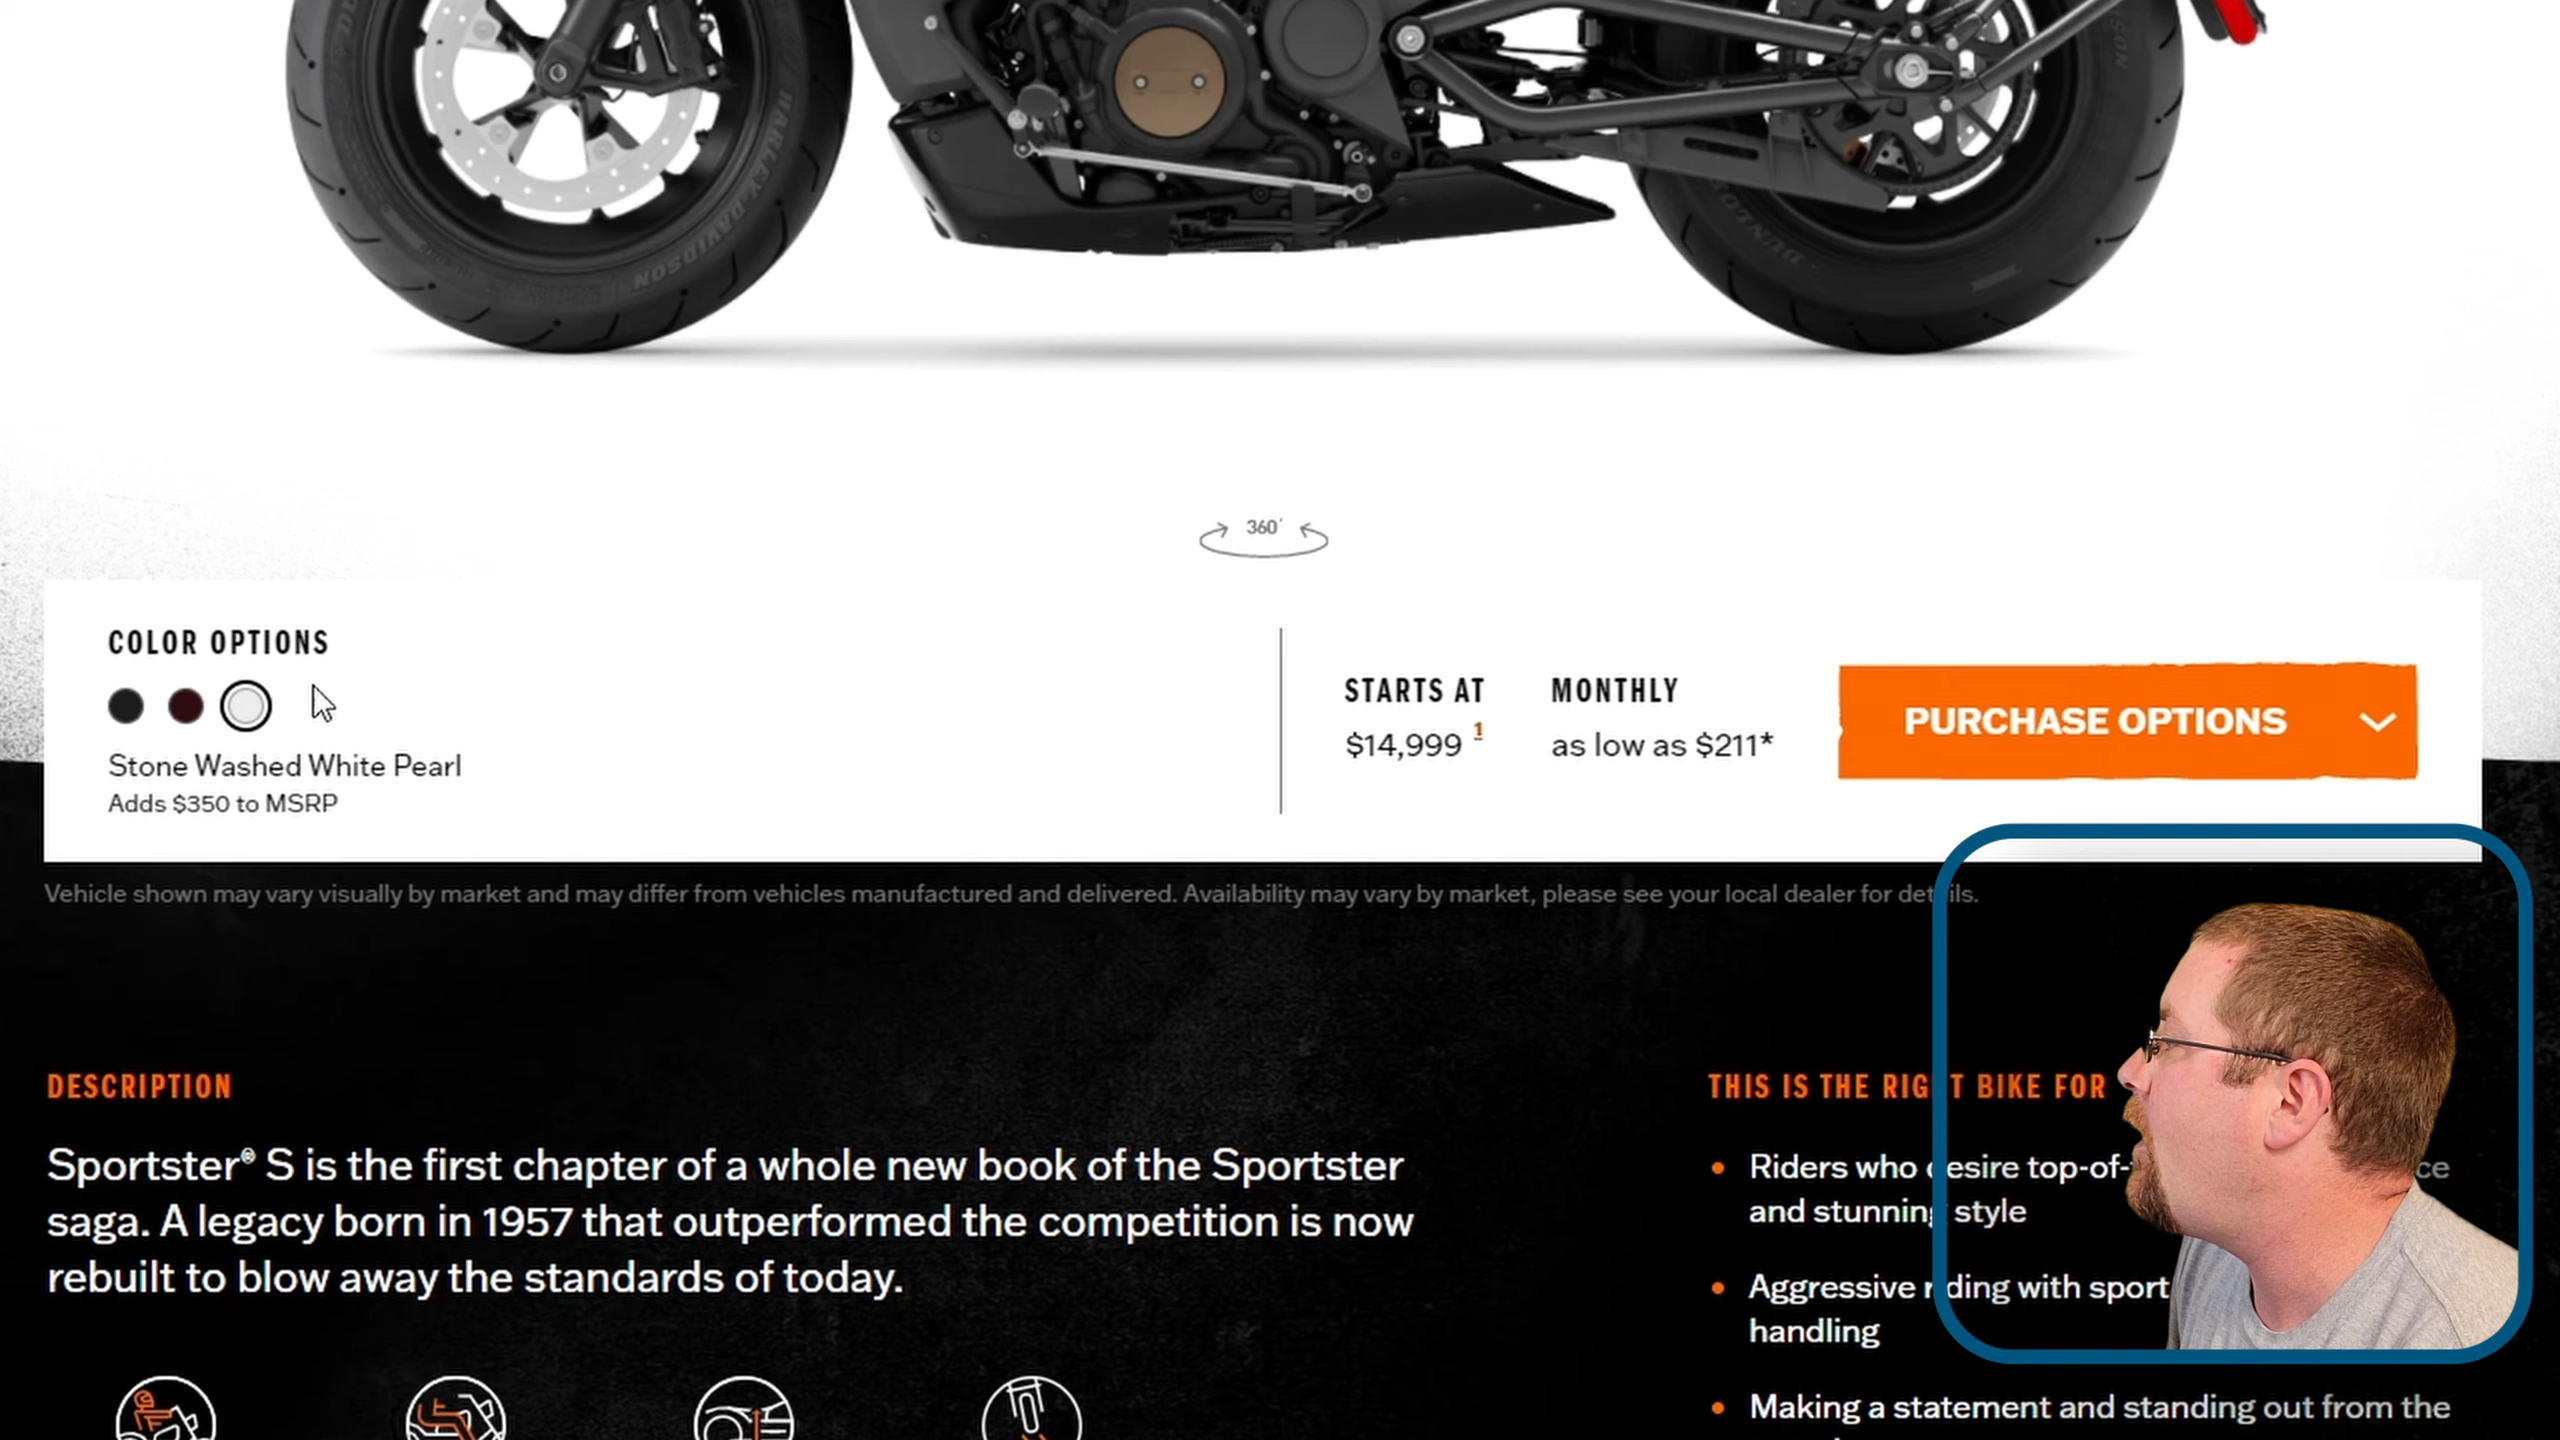 HARLEY-DAVIDSON
DUNLO
360°
COLOR OPTIONS
Stone Washed White Pearl
Adds $350 to MSRP
STARTS AT
$14,999 1
MONTHLY
as low as $211*
PURCHASE OPTIONS
Vehicle shown may vary visually by market and may differ from vehicles manufactured and delivered. Availability may vary by market, please see your local dealer for details.
DESCRIPTION
Sportster® S is the first chapter of a whole new book of the Sportster
saga. A legacy born in 1957 that outperformed the competition is now
rebuilt to blow away the standards of today.
THIS IS THE RIGHT BIKE FOR
• Riders who desire top-of-
and stunning style
• Aggressive riding with sport
handling
• Making a statement and standing out from the